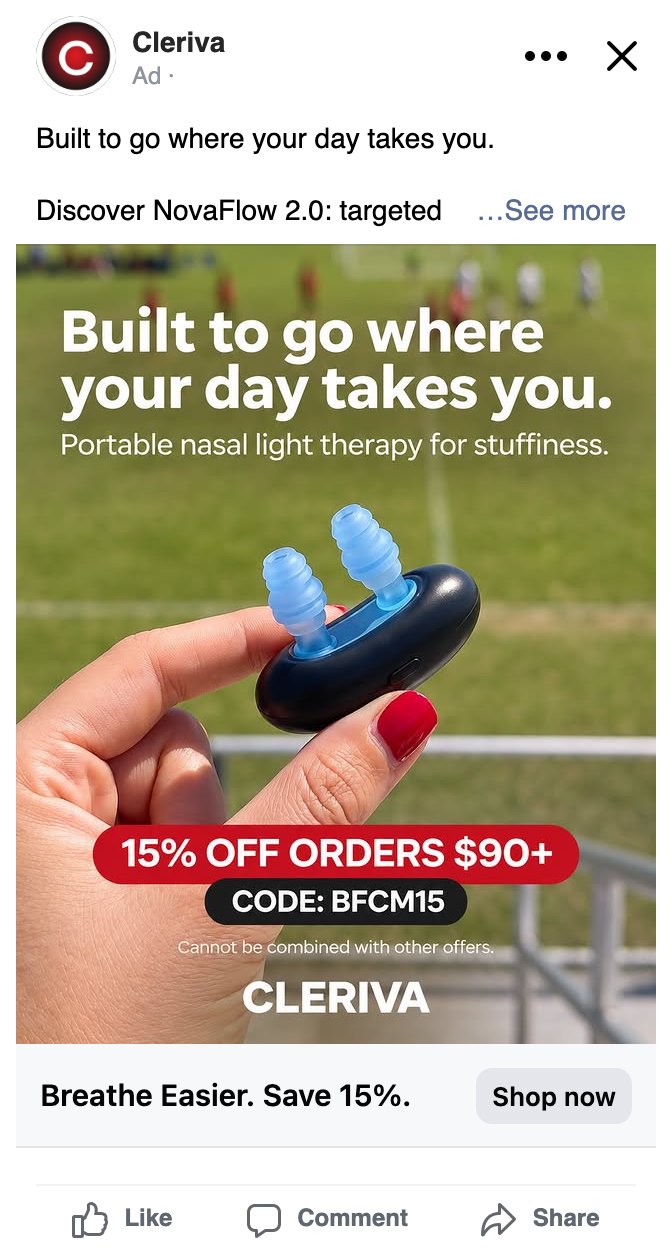 C
Cleriva
Ad ·
Built to go where your day takes you.
Discover NovaFlow 2.0: targeted ...See more
Built to go where
your day takes you.
Portable nasal light therapy for stuffiness.
15% OFF ORDERS $90+
CODE: BFCM15
Cannot be combined with other offers.
CLERIVA
Breathe Easier. Save 15%.
Shop now
Like
Comment
Share